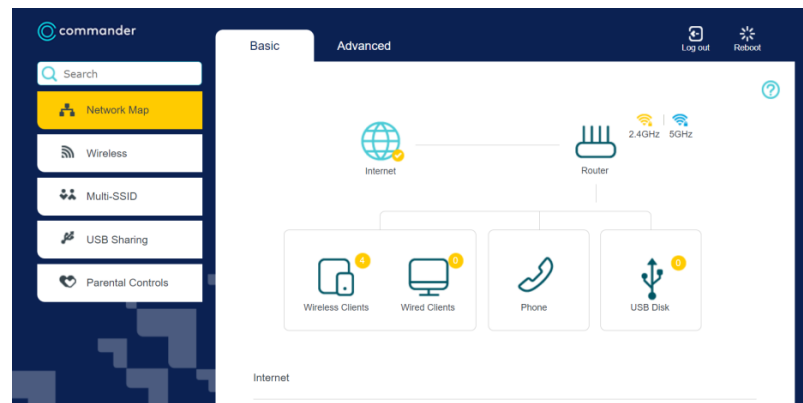 commander
Basic
Advanced
Log out
Reboot
Search
Network Map
Wireless
Multi-SSID
USB Sharing
Parental Controls
?
2.4GHz
5GHz
Internet
Router
4
0
0
Wireless Clients
Wired Clients
Phone
USB Disk
Internet